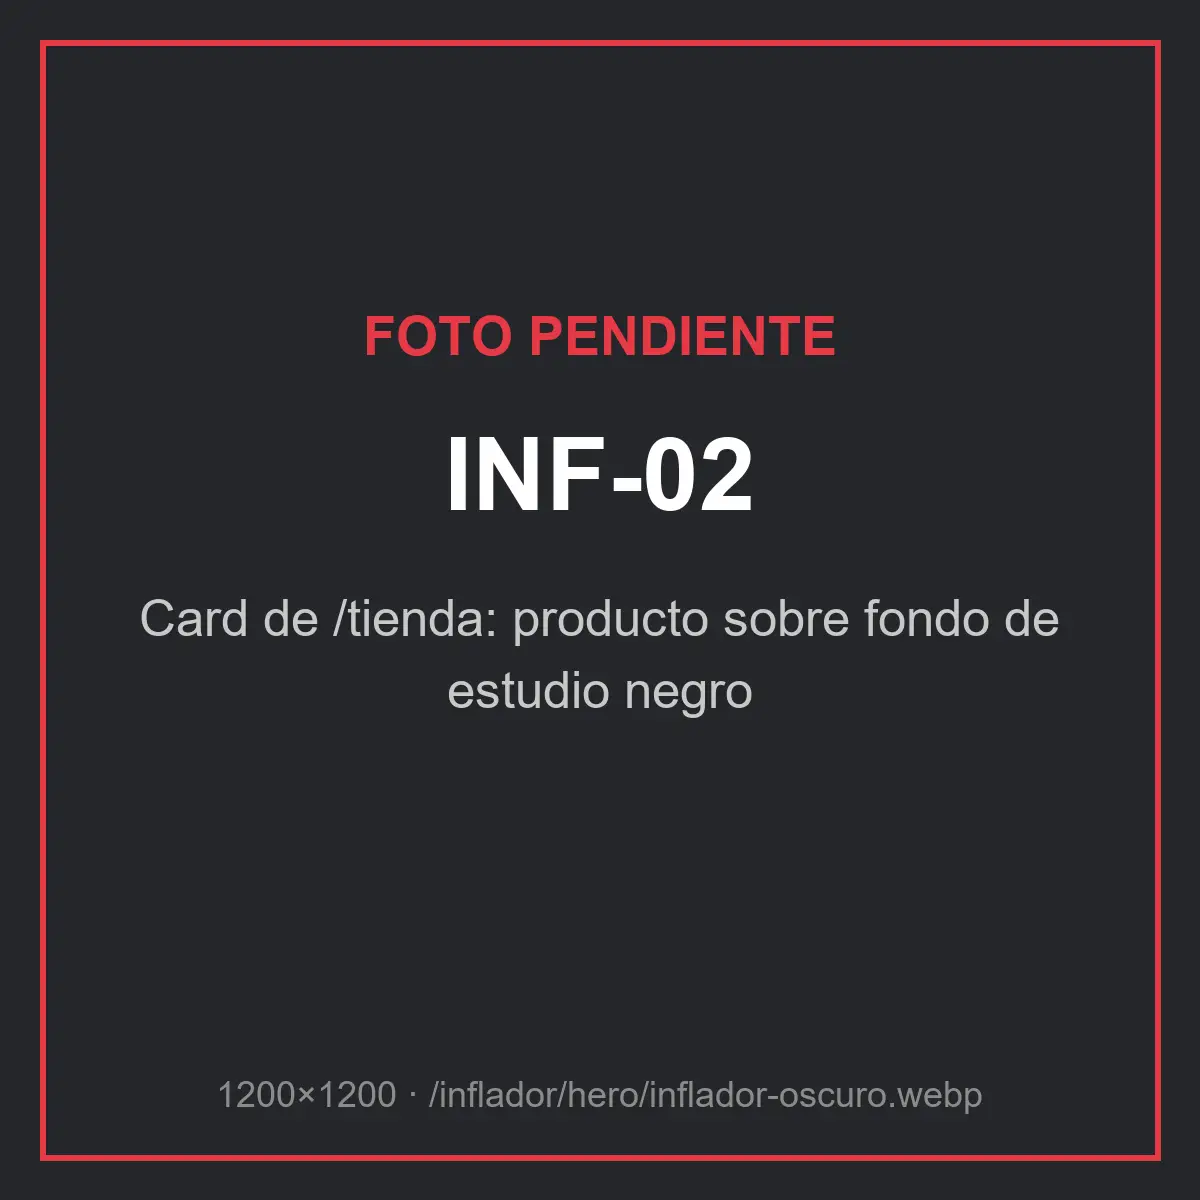 FOTO PENDIENTE
INF-02
Card de /tienda: producto sobre fondo de
estudio negro
1200×1200 · /inflador/hero/inflador-oscuro.webp